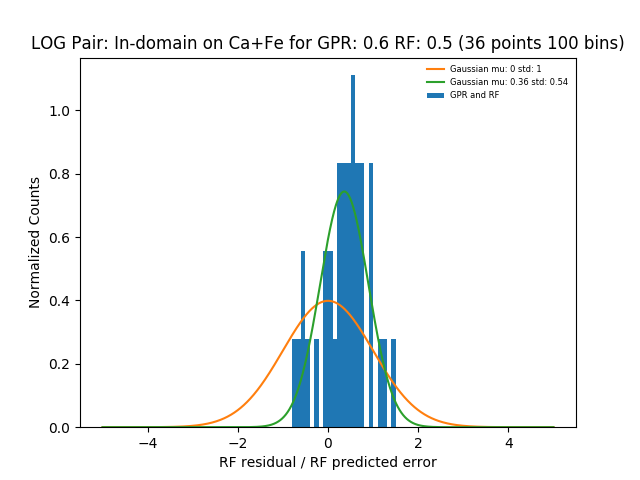 LOG Pair: In-domain on Ca+Fe for GPR: 0.6 RF: 0.5 (36 points 100 bins)
Gaussian mu: 0 std: 1
Gaussian mu: 0.36 std: 0.54
GPR and RF
1.0
0.8
0.6
0.4
0.2
0.0
Normalized Counts
−4
−2
0
2
4
RF residual / RF predicted error